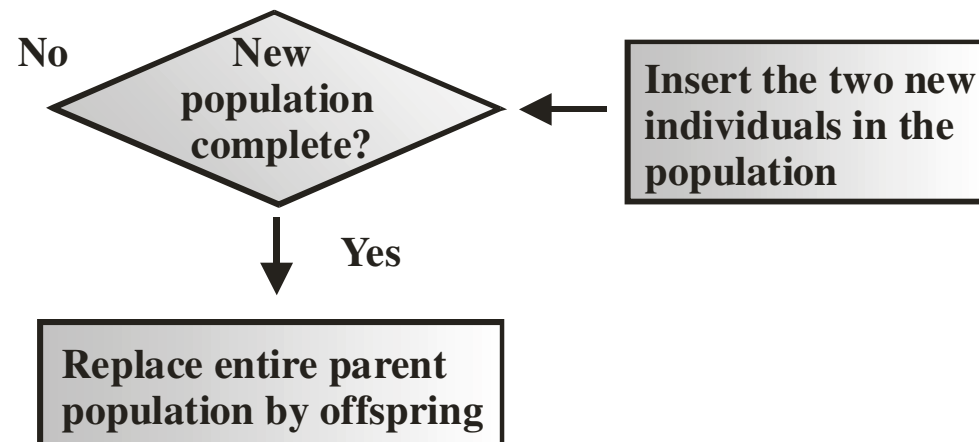 No
New
population
complete?
Insert the two new
individuals in the
population
Yes
Replace entire parent
population by offspring